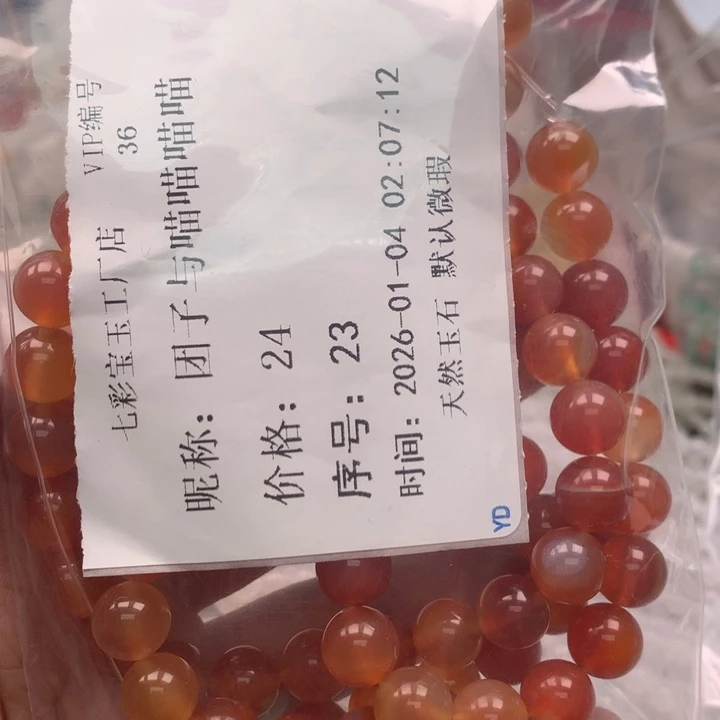 七彩宝玉工厂店 VIP编号
36
昵称：团子与喵喵喵喵喵
价格：24
序号：23
时间：2026-01-04 02:07:12
天然玉石 默认微瑕
YD